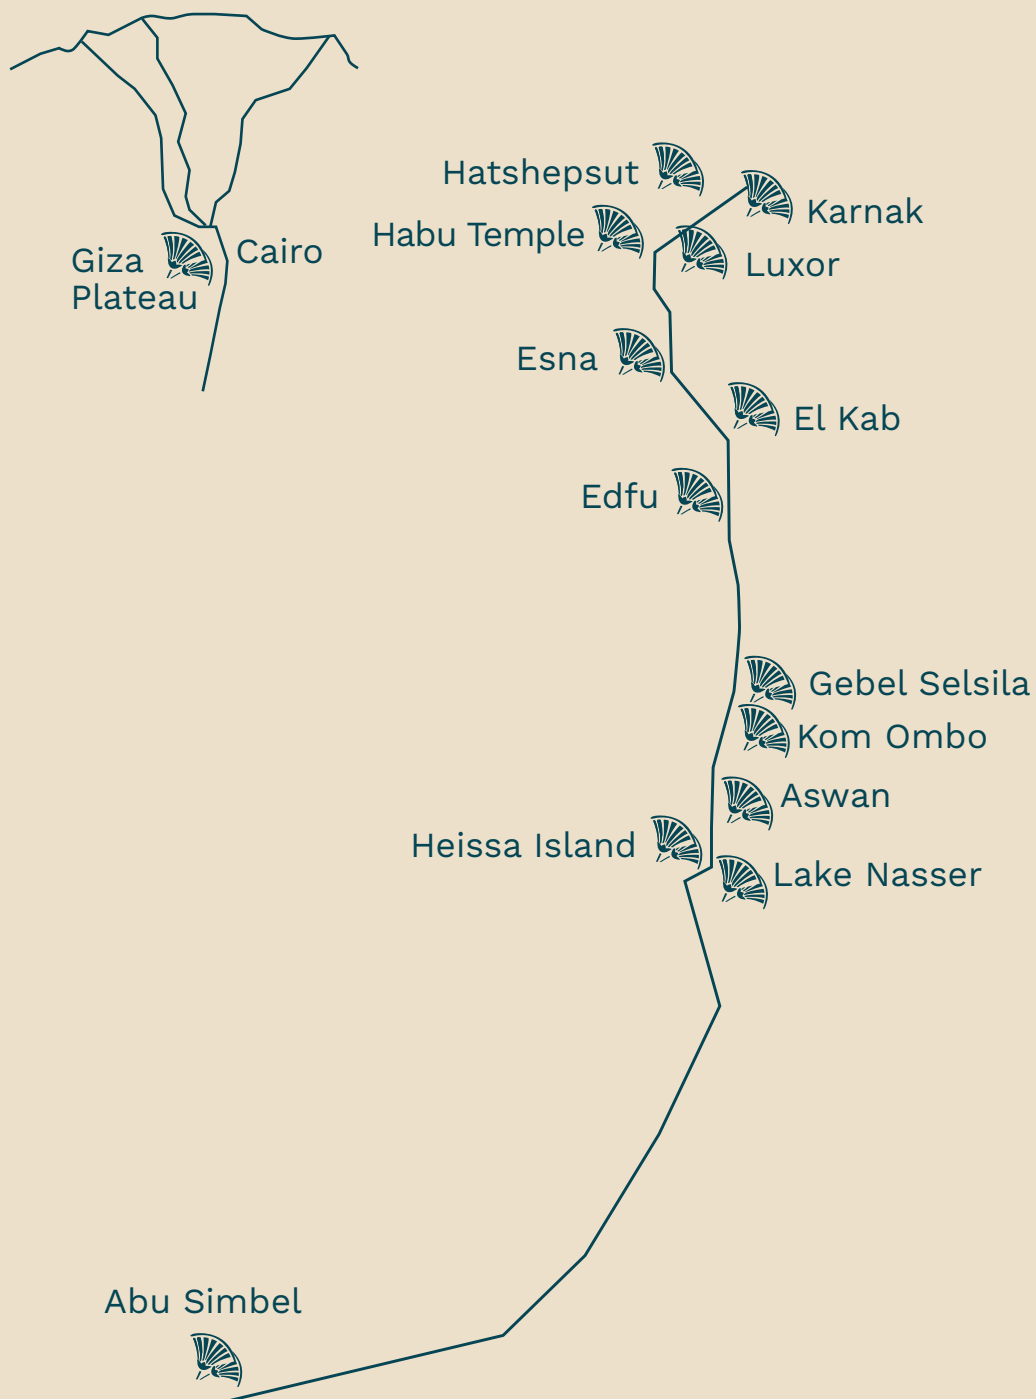 Hatshepsut
Karnak
Habu Temple
Luxor
Cairo
Giza
Plateau
Esna
El Kab
Edfu
Gebel Selsila
Kom Ombo
Aswan
Heissa Island
Lake Nasser
Abu Simbel